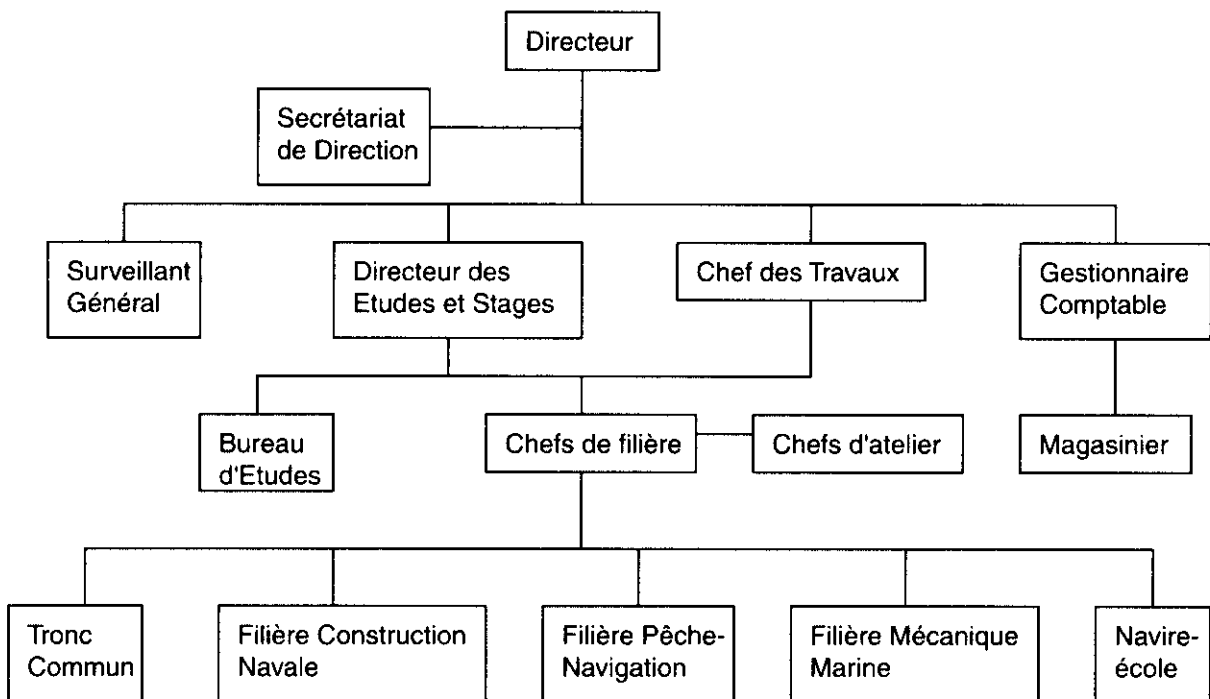 Directeur
Secrétariat
de Direction
Surveillant
Général
Directeur des
Etudes et Stages
Chef des Travaux
Gestionnaire
Comptable
Bureau
d'Etudes
Chefs de filière
Chefs d'atelier
Magasinier
Tronc
Commun
Filière Construction
Navale
Filière Pêche-
Navigation
Filière Mécanique
Marine
Navire-
école